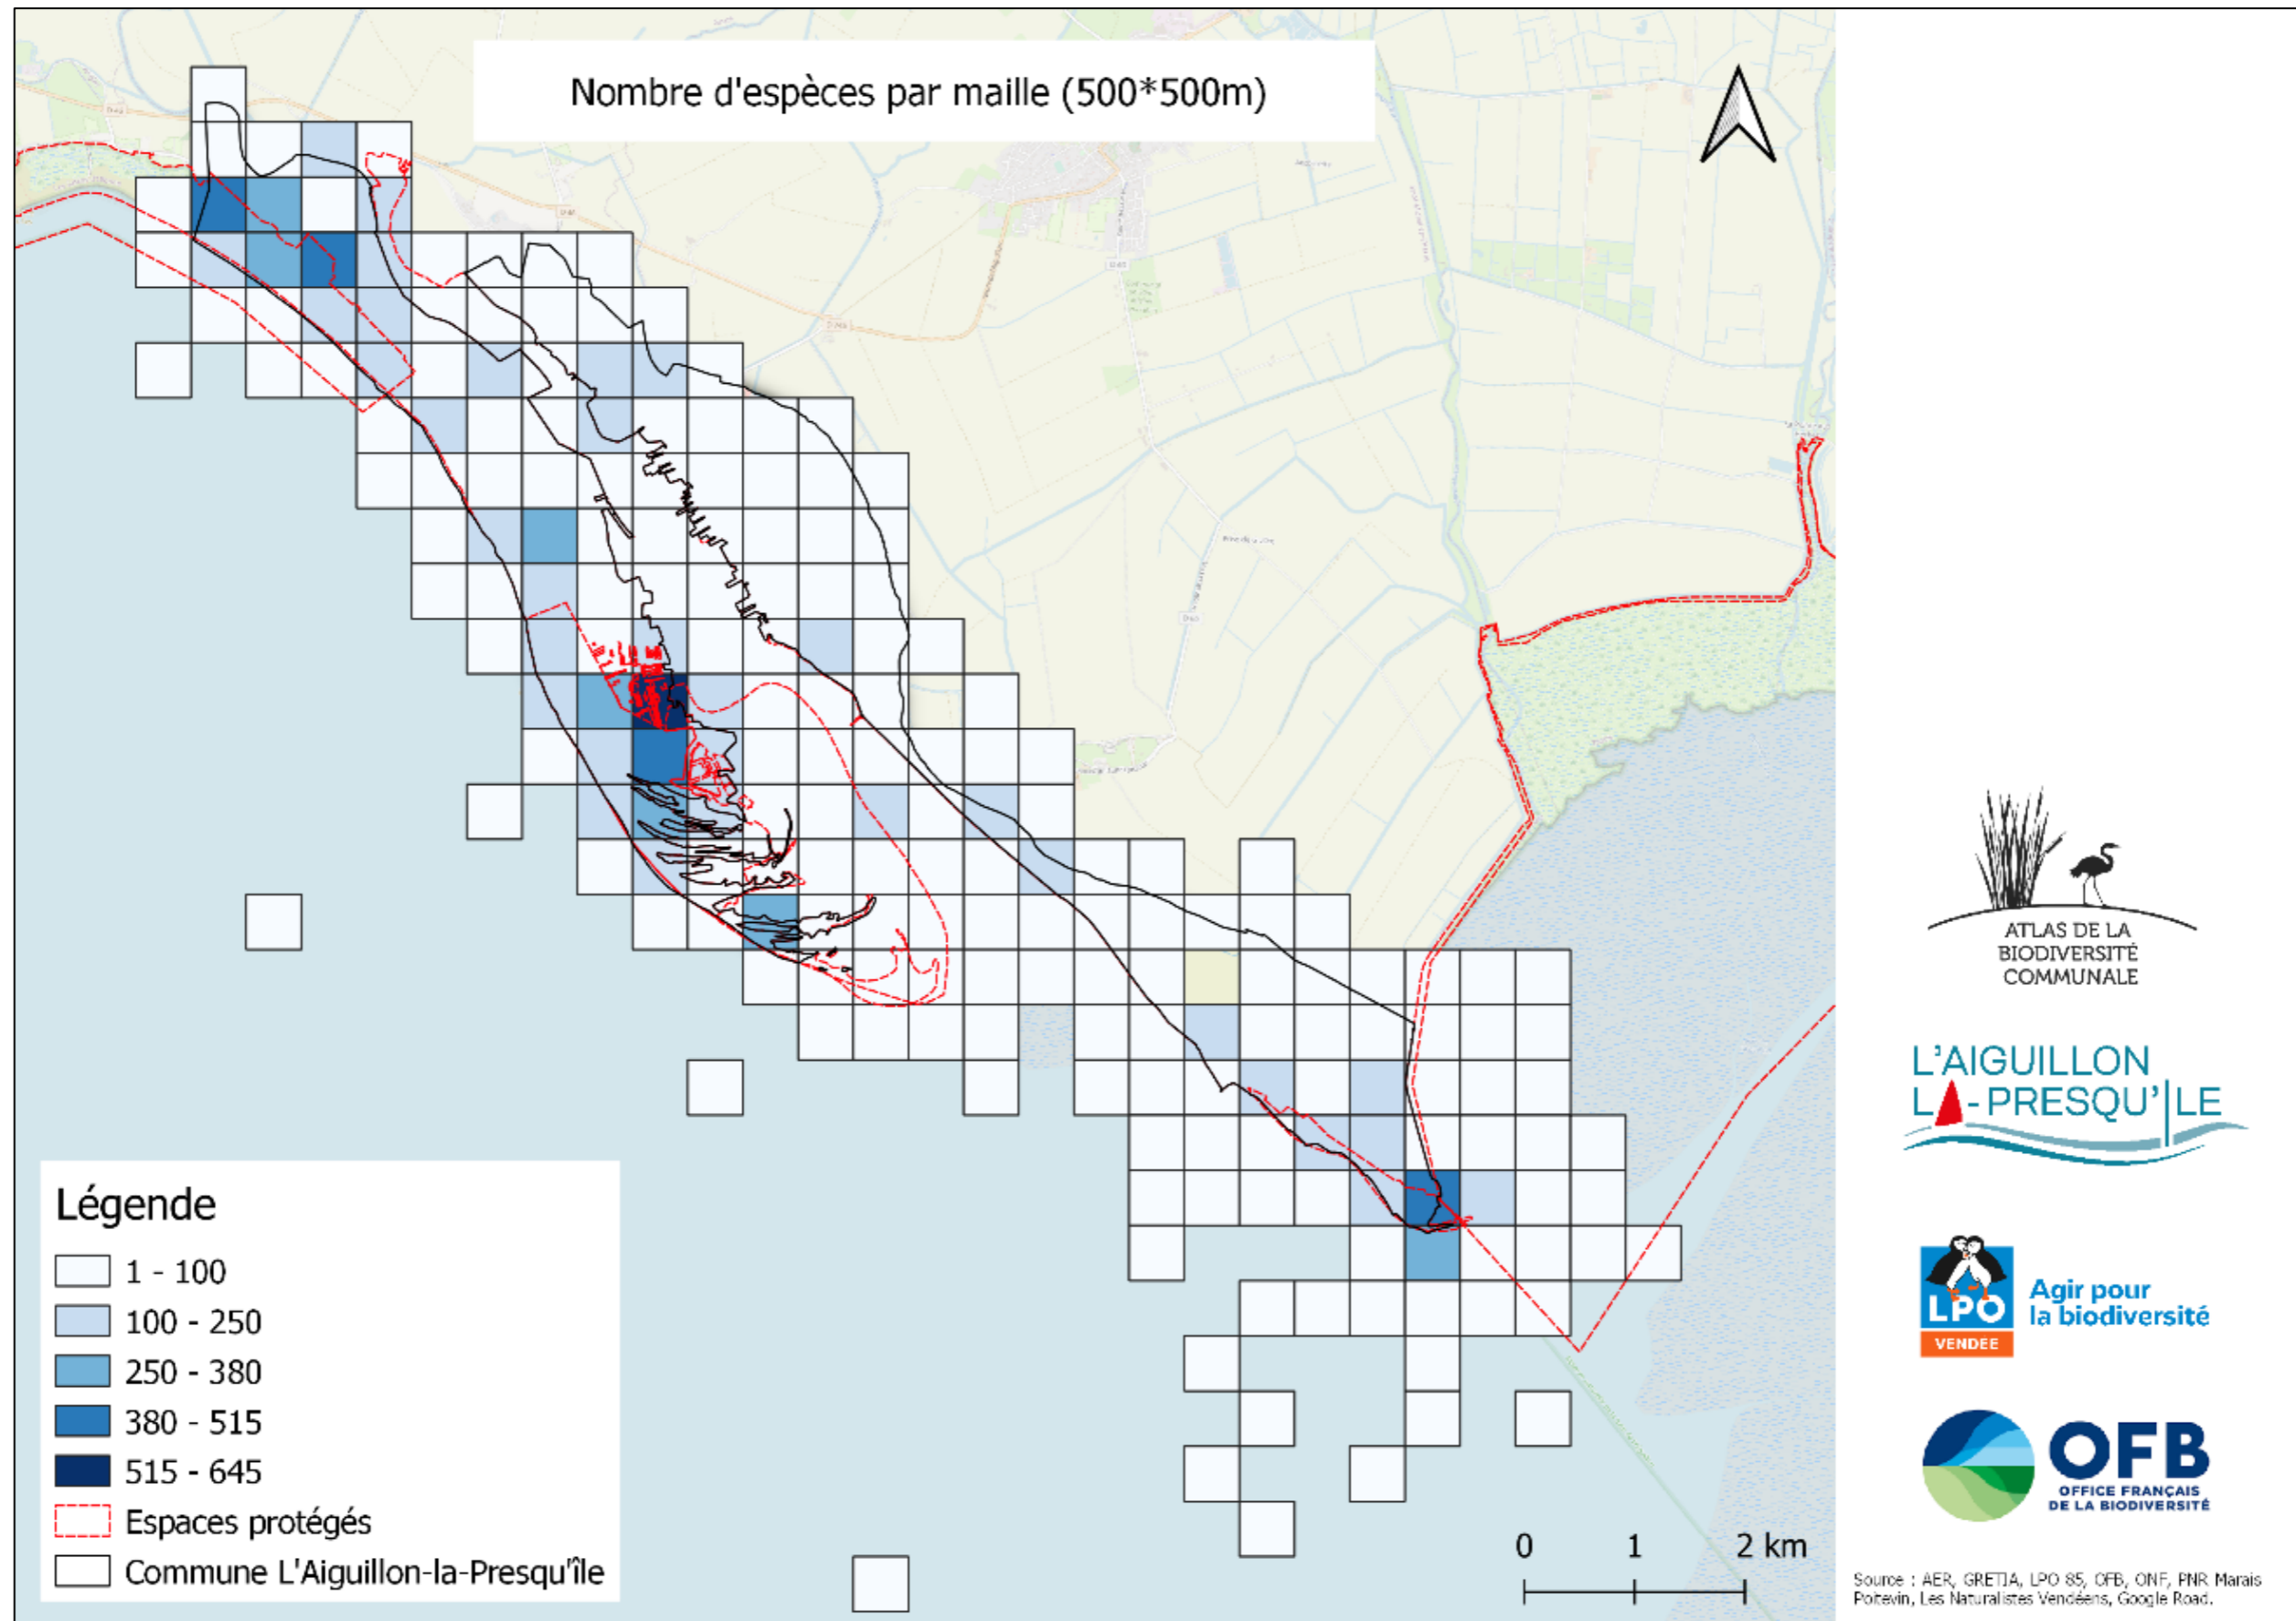 Nombre d'espèces par maille (500*500m)
Légende
1 - 100
100 - 250
250 - 380
380 - 515
515 - 645
Espaces protégés
Commune L'Aiguillon-la-Presqu'île
0 1 2 km
ATLAS DE LA
BIODIVERSITÉ
COMMUNALE
L'AIGUILLON
LA-PRESQU'ILE
LPO
VENDEE
Agir pour
la biodiversité
OFB
OFFICE FRANÇAIS
DE LA BIODIVERSITÉ
Source : AER, GRETIA, LPO 85, OFB, ONF, PNR Marais
Poitevin, Les Naturalistes Vendéens, Google Road.